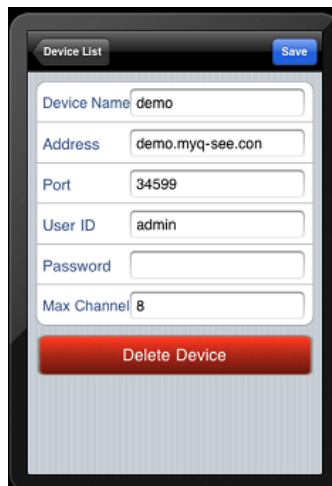 Device List Save
Device Name demo
Address demo.myq-see.con
Port 34599
User ID admin
Password
Max Channel 8
Delete Device